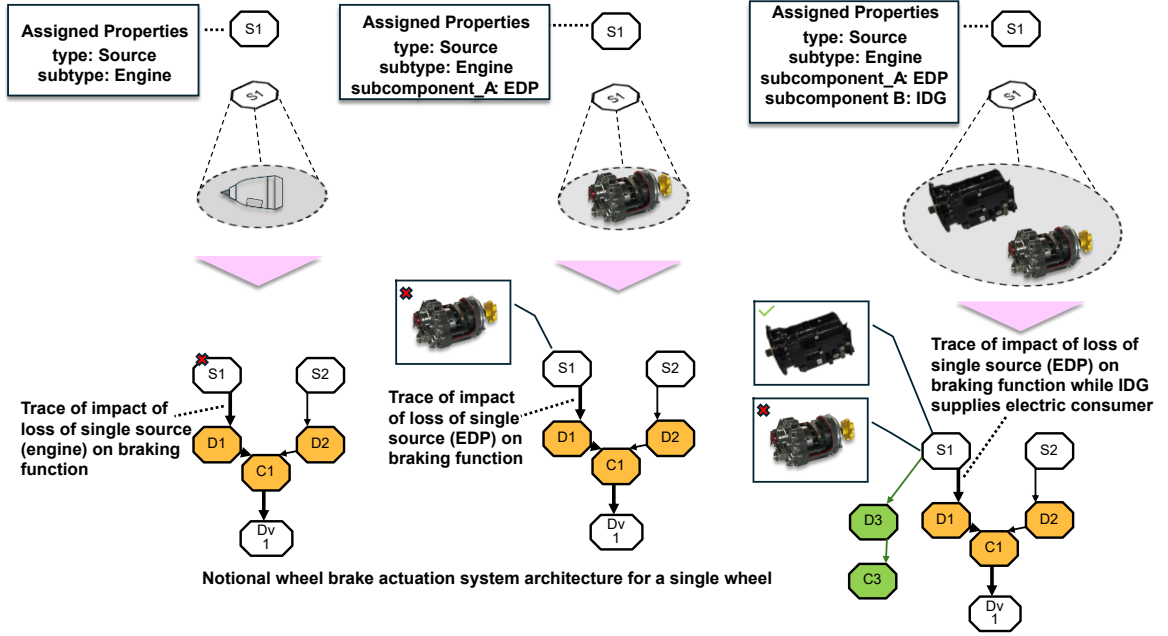 Assigned Properties
type: Source
subtype: Engine
S1
S1
Assigned Properties
type: Source
subtype: Engine
subcomponent_A: EDP
S1
S1
Assigned Properties
type: Source
subtype: Engine
subcomponent_A: EDP
subcomponent B: IDG
S1
S1
S1
S2
Trace of impact of
loss of single source
(engine) on braking
function
D1
D2
C1
Dv
1
S1
S2
Trace of impact
of loss of single
source (EDP) on
braking function
D1
D2
C1
Dv
1
Trace of impact of loss of
single source (EDP) on
braking function while IDG
supplies electric consumer
S1
S2
D3
D1
D2
C1
C3
Dv
1
Notional wheel brake actuation system architecture for a single wheel